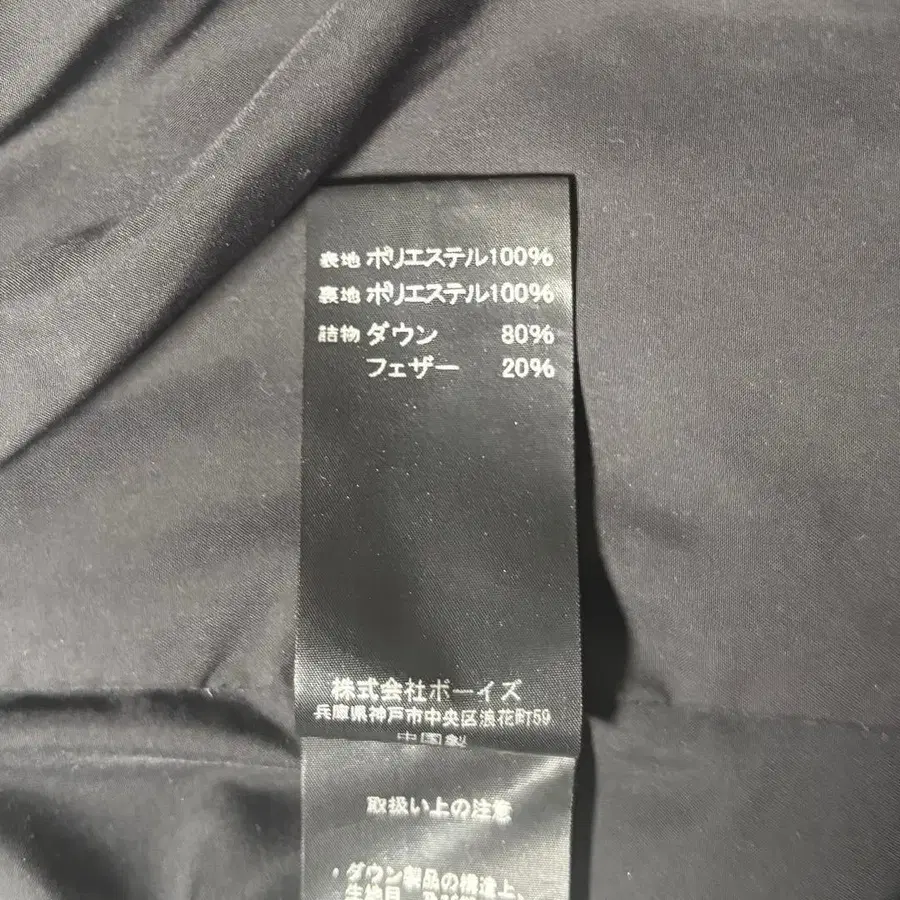 表地 ポリエステル100%
裏地 ポリエステル100%
詰物 ダウン 80%
フェザー 20%
株式会社ボーイズ
兵庫県神戸市中央区浪花町59
中国製
取扱い上の注意
・ダウン製品の構造上、